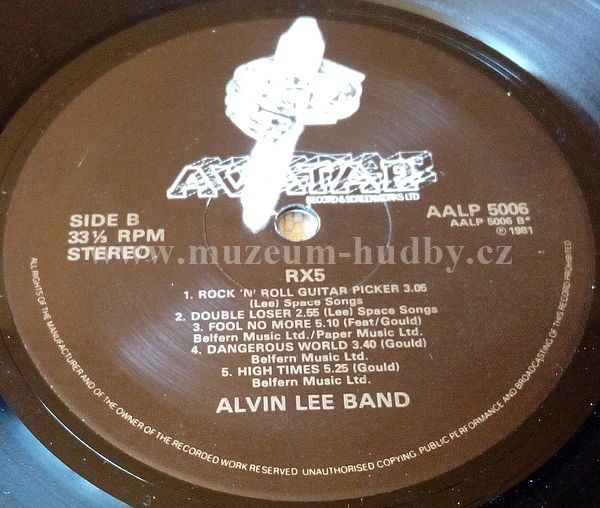 AVATAR
RECORD & SCREENWORKS LTD
SIDE B
33⅓ RPM
STEREO
AALP 5006
AALP 5006 B*
℗ 1981
www.muzeum-hudby.cz
RX5
1. ROCK 'N' ROLL GUITAR PICKER 3.05
(Lee) Space Songs
2. DOUBLE LOSER 2.55 (Lee) Space Songs
3. FOOL NO MORE 5.10 (Feat/Gould)
Belfern Music Ltd./Paper Music Ltd.
4. DANGEROUS WORLD 3.40 (Gould)
Belfern Music Ltd.
5. HIGH TIMES 5.25 (Gould)
Belfern Music Ltd.
ALVIN LEE BAND
ALL RIGHTS OF THE MANUFACTURER AND OF THE OWNER OF THE RECORDED WORK RESERVED UNAUTHORISED COPYING PUBLIC PERFORMANCE AND BROADCASTING OF THIS RECORD PROHIBITED